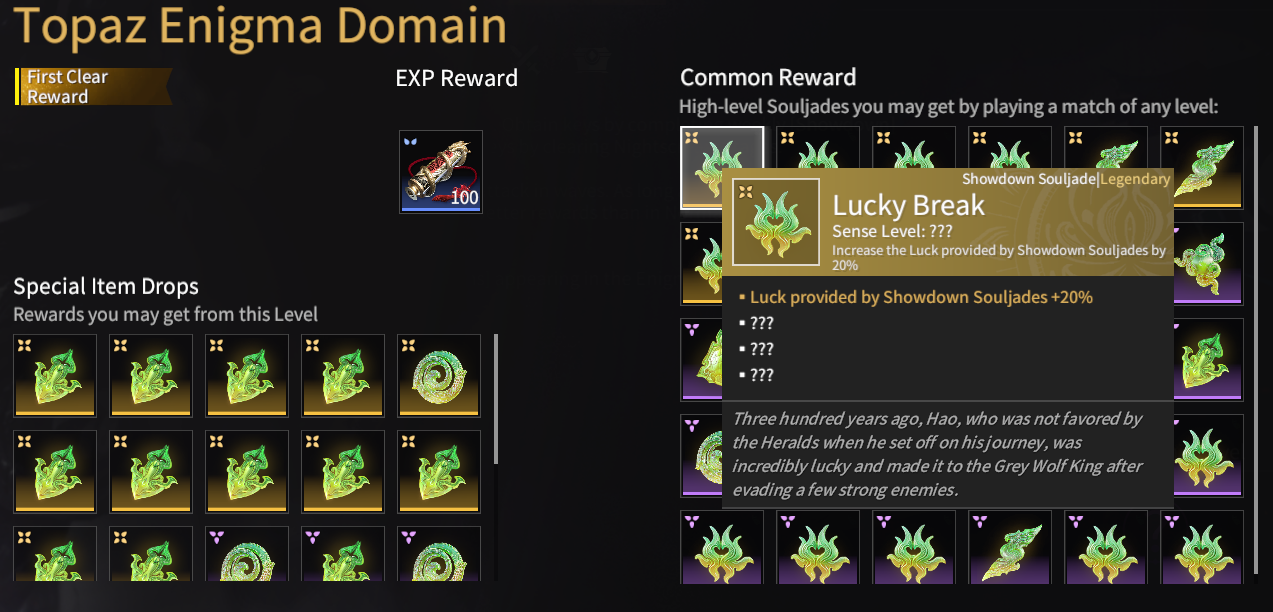 Topaz Enigma Domain
First Clear
Reward
EXP Reward
100
Special Item Drops
Rewards you may get from this Level
Common Reward
High-level Souljades you may get by playing a match of any level:
Showdown Souljade|Legendary
Lucky Break
Sense Level: ???
Increase the Luck provided by Showdown Souljades by
20%
▪ Luck provided by Showdown Souljades +20%
▪ ???
▪ ???
▪ ???
Three hundred years ago, Hao, who was not favored by
the Heralds when he set off on his journey, was
incredibly lucky and made it to the Grey Wolf King after
evading a few strong enemies.